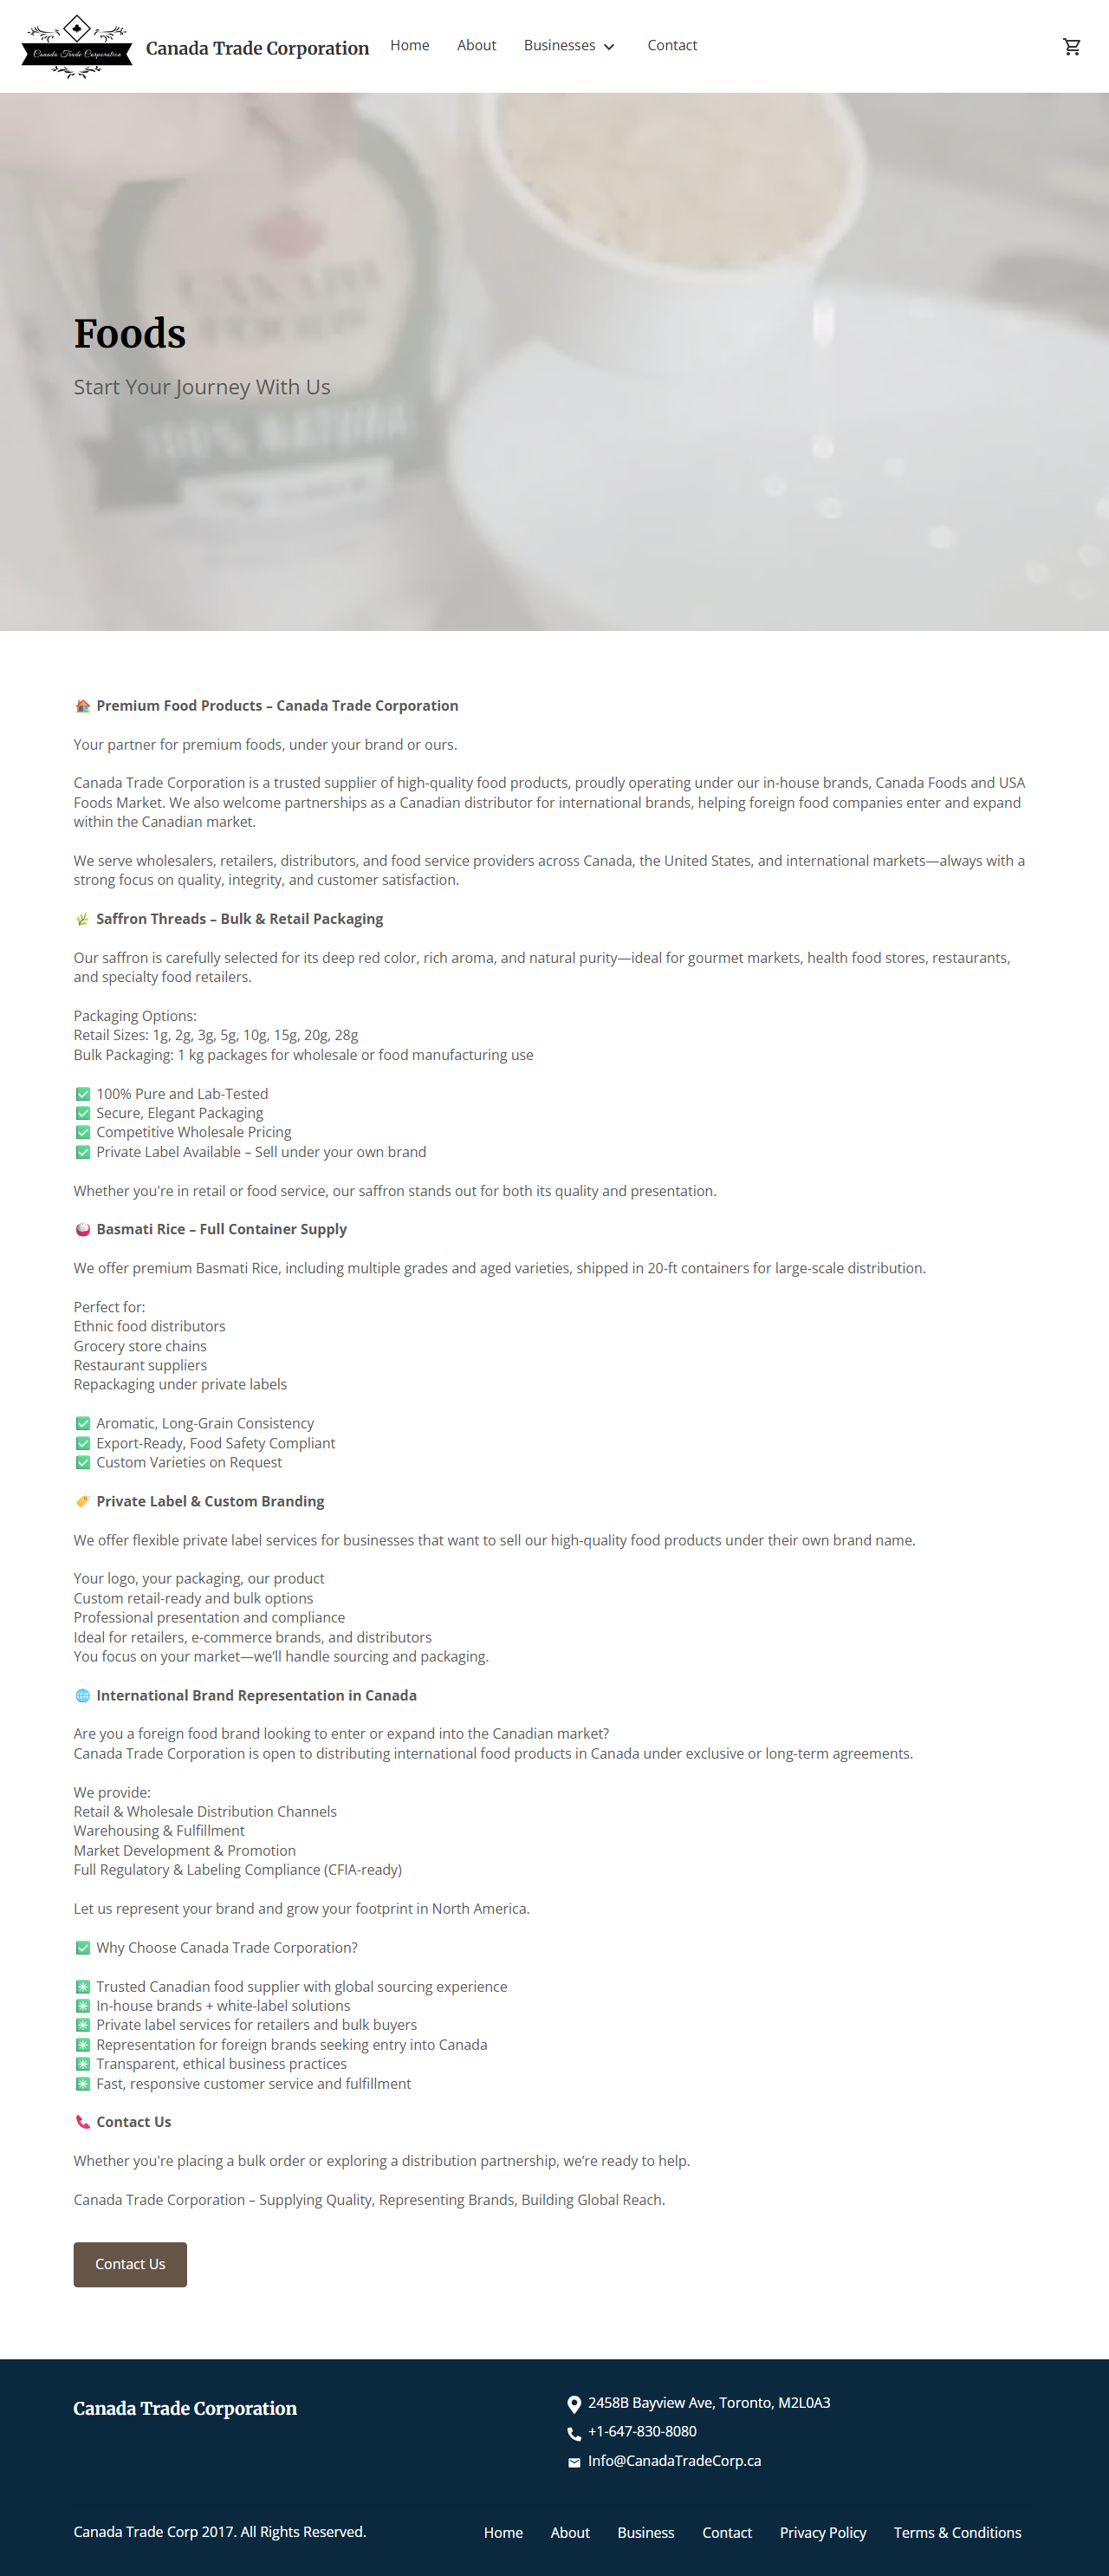 Canada Trade Corporation
Canada Trade Corporation
Home
About
Businesses
Contact
CANADA
FOODS
100% NATURA
Foods
Start Your Journey With Us
Premium Food Products – Canada Trade Corporation
Your partner for premium foods, under your brand or ours.
Canada Trade Corporation is a trusted supplier of high-quality food products, proudly operating under our in-house brands, Canada Foods and USA
Foods Market. We also welcome partnerships as a Canadian distributor for international brands, helping foreign food companies enter and expand
within the Canadian market.
We serve wholesalers, retailers, distributors, and food service providers across Canada, the United States, and international markets—always with a
strong focus on quality, integrity, and customer satisfaction.
Saffron Threads – Bulk & Retail Packaging
Our saffron is carefully selected for its deep red color, rich aroma, and natural purity—ideal for gourmet markets, health food stores, restaurants,
and specialty food retailers.
Packaging Options:
Retail Sizes: 1g, 2g, 3g, 5g, 10g, 15g, 20g, 28g
Bulk Packaging: 1 kg packages for wholesale or food manufacturing use
✅ 100% Pure and Lab-Tested
✅ Secure, Elegant Packaging
✅ Competitive Wholesale Pricing
✅ Private Label Available – Sell under your own brand
Whether you're in retail or food service, our saffron stands out for both its quality and presentation.
Basmati Rice – Full Container Supply
We offer premium Basmati Rice, including multiple grades and aged varieties, shipped in 20-ft containers for large-scale distribution.
Perfect for:
Ethnic food distributors
Grocery store chains
Restaurant suppliers
Repackaging under private labels
✅ Aromatic, Long-Grain Consistency
✅ Export-Ready, Food Safety Compliant
✅ Custom Varieties on Request
Private Label & Custom Branding
We offer flexible private label services for businesses that want to sell our high-quality food products under their own brand name.
Your logo, your packaging, our product
Custom retail-ready and bulk options
Professional presentation and compliance
Ideal for retailers, e-commerce brands, and distributors
You focus on your market—we’ll handle sourcing and packaging.
International Brand Representation in Canada
Are you a foreign food brand looking to enter or expand into the Canadian market?
Canada Trade Corporation is open to distributing international food products in Canada under exclusive or long-term agreements.
We provide:
Retail & Wholesale Distribution Channels
Warehousing & Fulfillment
Market Development & Promotion
Full Regulatory & Labeling Compliance (CFIA-ready)
Let us represent your brand and grow your footprint in North America.
✅ Why Choose Canada Trade Corporation?
✳️ Trusted Canadian food supplier with global sourcing experience
✳️ In-house brands + white-label solutions
✳️ Private label services for retailers and bulk buyers
✳️ Representation for foreign brands seeking entry into Canada
✳️ Transparent, ethical business practices
✳️ Fast, responsive customer service and fulfillment
Contact Us
Whether you're placing a bulk order or exploring a distribution partnership, we’re ready to help.
Canada Trade Corporation – Supplying Quality, Representing Brands, Building Global Reach.
Contact Us
Canada Trade Corporation
2458B Bayview Ave, Toronto, M2L0A3
+1-647-830-8080
Info@CanadaTradeCorp.ca
Canada Trade Corp 2017. All Rights Reserved.
Home
About
Business
Contact
Privacy Policy
Terms & Conditions